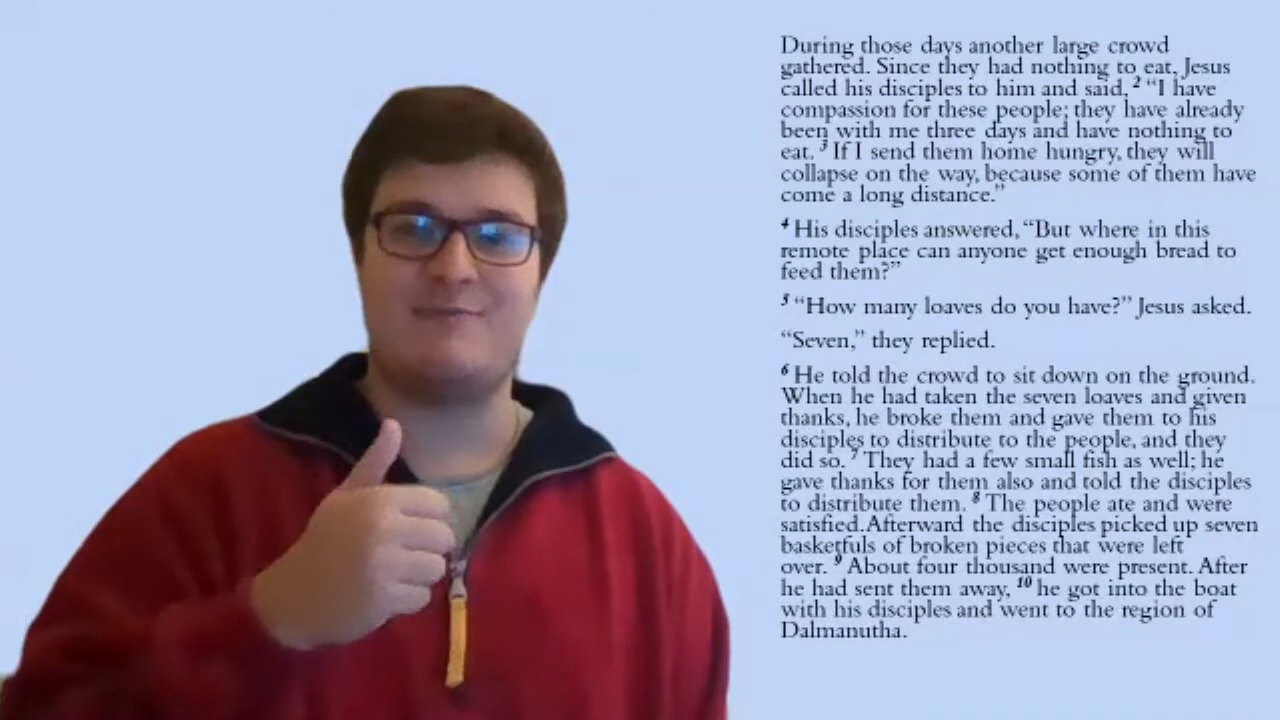 During those days another large crowd
gathered. Since they had nothing to eat, Jesus
called his disciples to him and said, 2 “I have
compassion for these people; they have already
been with me three days and have nothing to
eat. 3 If I send them home hungry, they will
collapse on the way, because some of them have
come a long distance.”
4 His disciples answered, “But where in this
remote place can anyone get enough bread to
feed them?”
5 “How many loaves do you have?” Jesus asked.
“Seven,” they replied.
6 He told the crowd to sit down on the ground.
When he had taken the seven loaves and given
thanks, he broke them and gave them to his
disciples to distribute to the people, and they
did so. 7 They had a few small fish as well; he
gave thanks for them also and told the disciples
to distribute them. 8 The people ate and were
satisfied. Afterward the disciples picked up seven
basketfuls of broken pieces that were left
over. 9 About four thousand were present. After
he had sent them away, 10 he got into the boat
with his disciples and went to the region of
Dalmanutha.